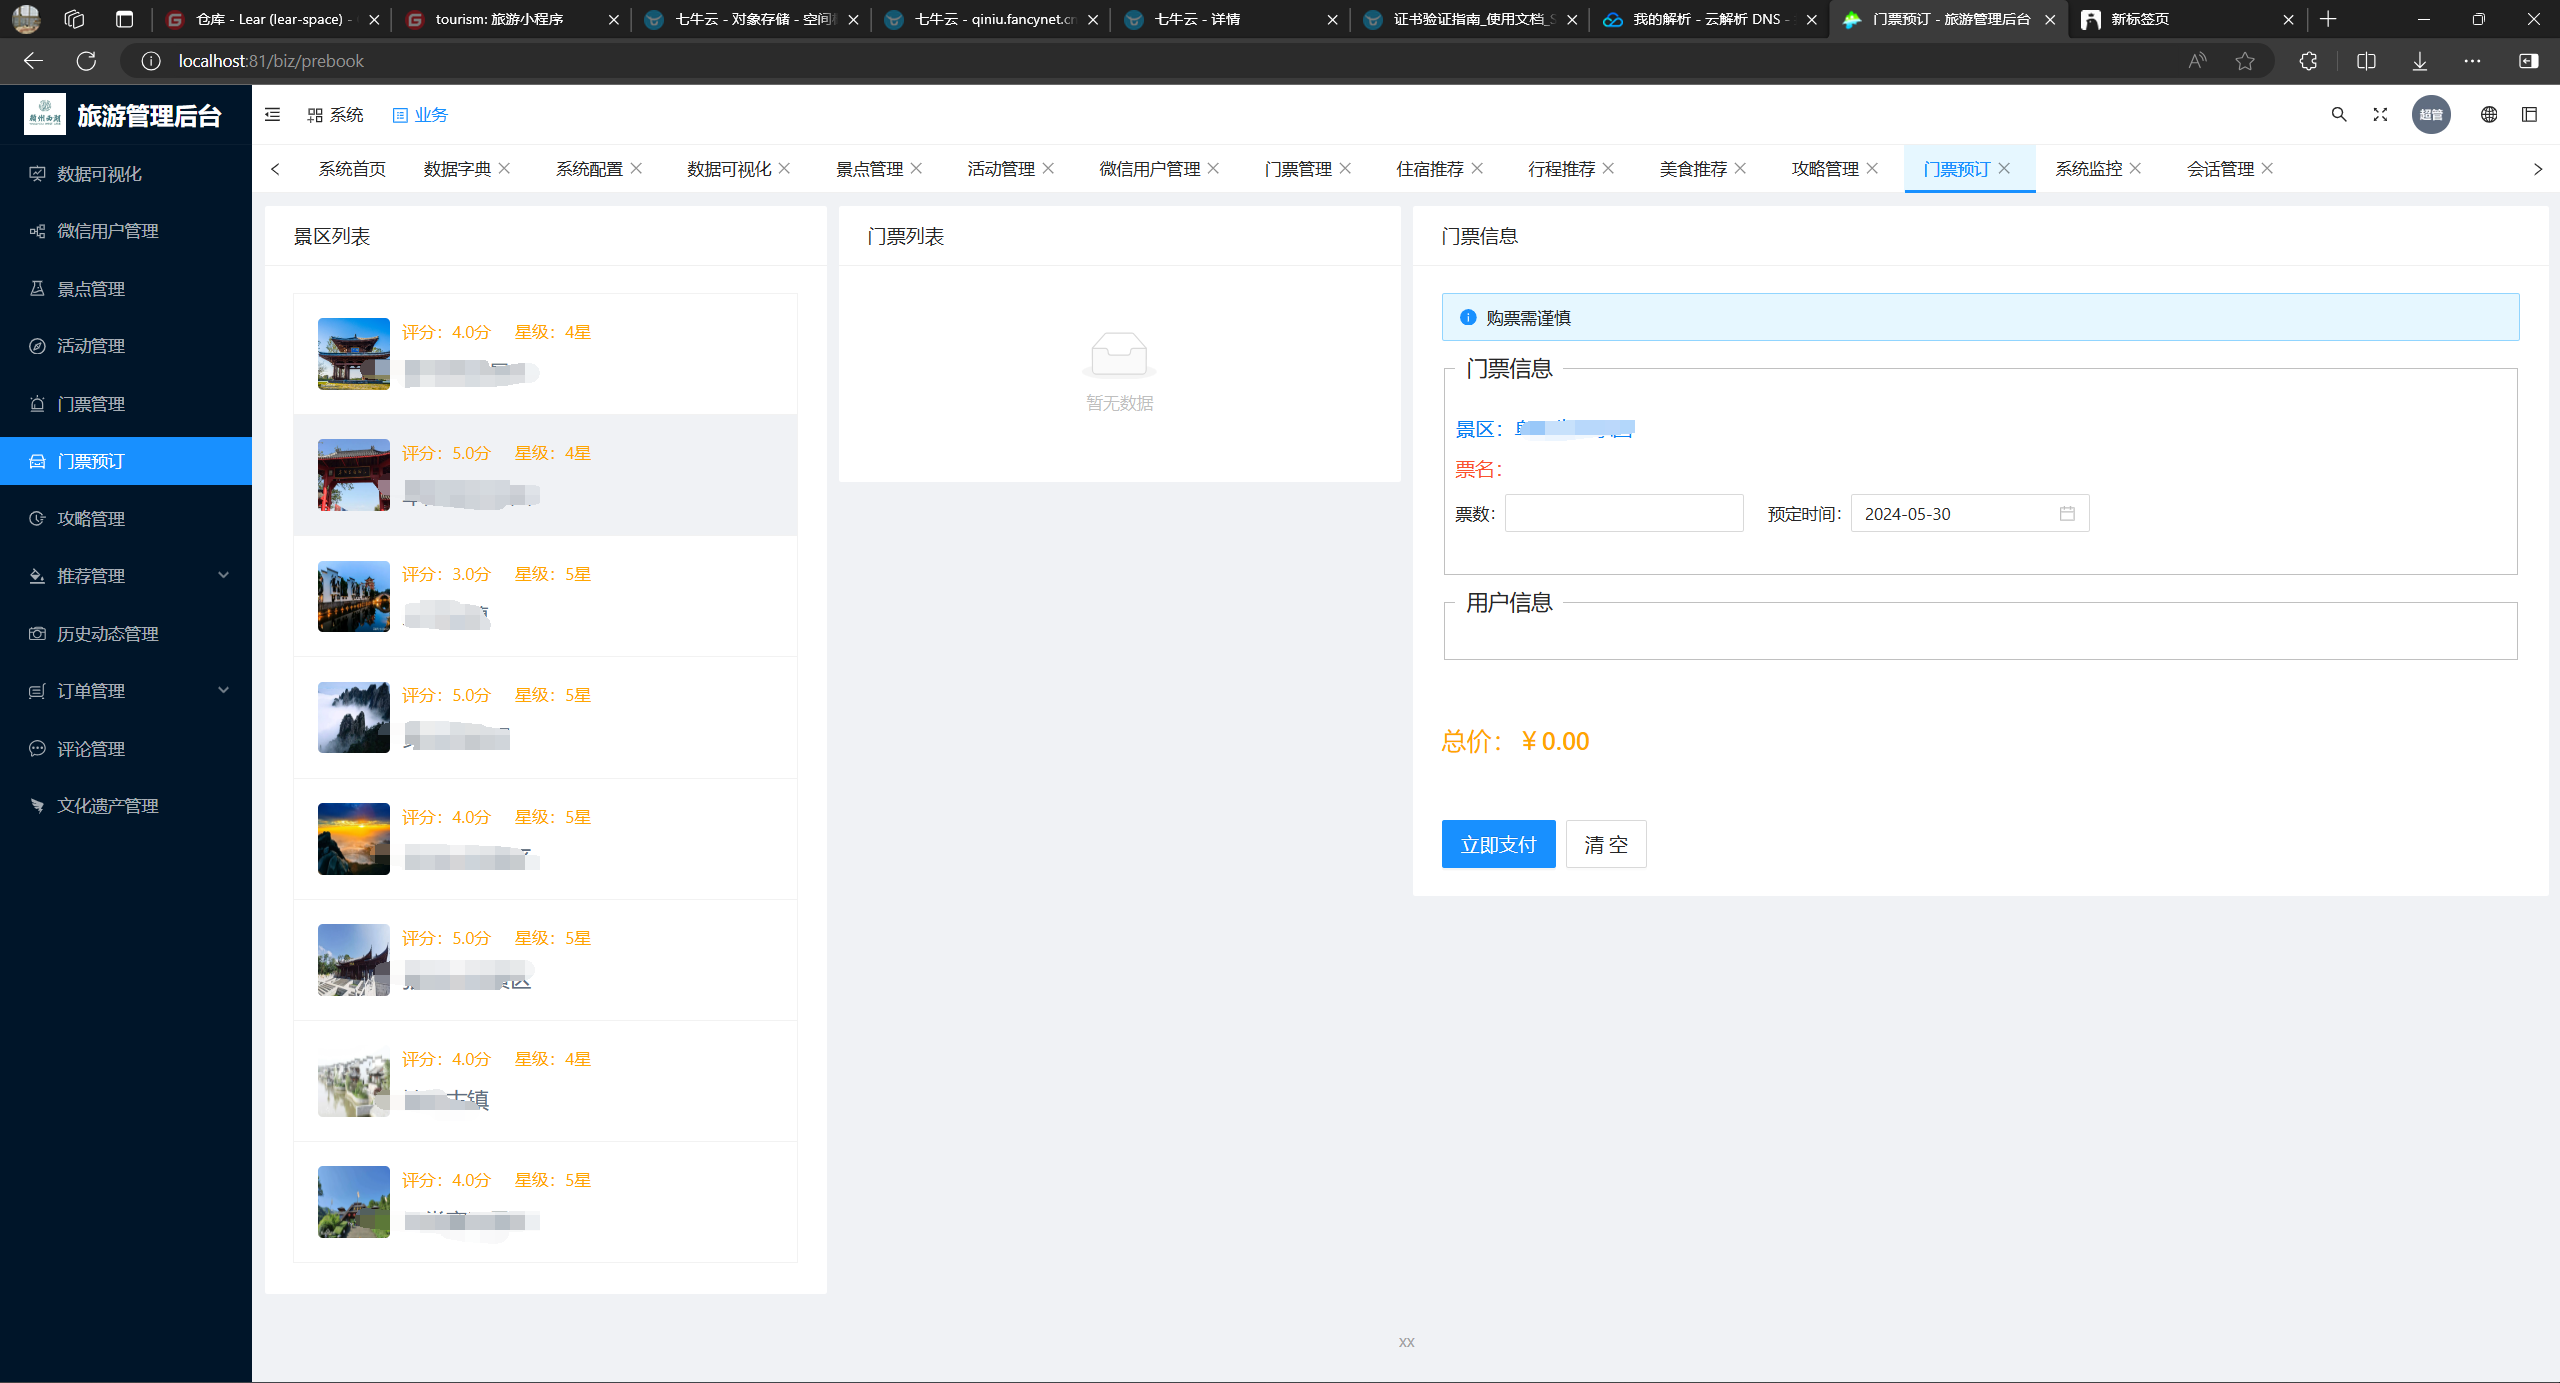 仓库 - Lear (lear-space) -
tourism: 旅游小程序
七牛云 - 对象存储 - 空间
七牛云 - qiniu.fancynet.cn
七牛云 - 详情
证书验证指南_使用文档_S
我的解析 - 云解析 DNS -
门票预订 - 旅游管理后台
新标签页
localhost:81/biz/prebook
旅游管理后台
系统
业务
超管
系统首页
数据字典
系统配置
数据可视化
景点管理
活动管理
微信用户管理
门票管理
住宿推荐
行程推荐
美食推荐
攻略管理
门票预订
系统监控
会话管理
数据可视化
微信用户管理
景点管理
活动管理
门票管理
门票预订
攻略管理
推荐管理
历史动态管理
订单管理
评论管理
文化遗产管理
景区列表
评分：4.0分 星级：4星
评分：5.0分 星级：4星
评分：3.0分 星级：5星
评分：5.0分 星级：5星
评分：4.0分 星级：5星
评分：5.0分 星级：5星
评分：4.0分 星级：4星
古镇
评分：4.0分 星级：5星
门票列表
暂无数据
门票信息
购票需谨慎
门票信息
景区：
票名：
票数：
预定时间： 2024-05-30
用户信息
总价： ¥ 0.00
立即支付
清 空
xx